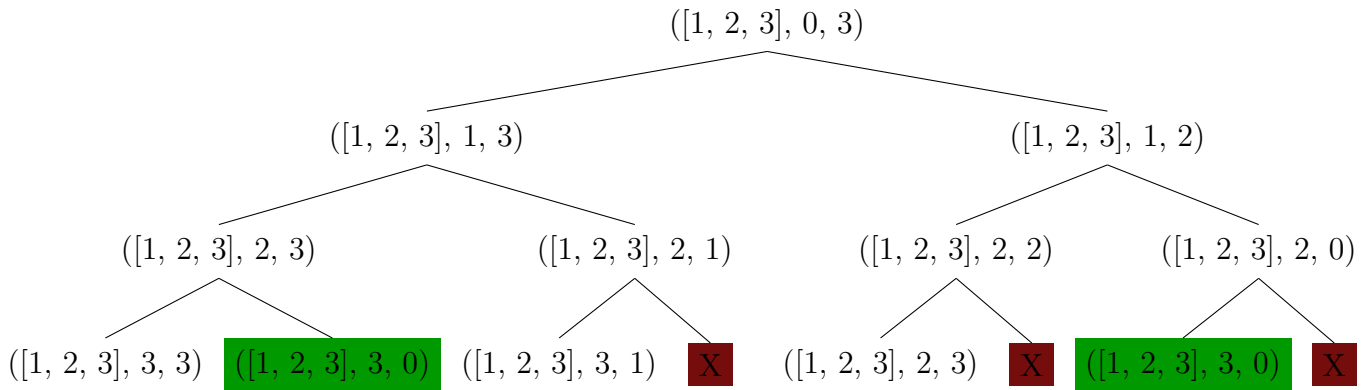 ([1, 2, 3], 0, 3)
([1, 2, 3], 1, 3) ([1, 2, 3], 1, 2)
([1, 2, 3], 2, 3) ([1, 2, 3], 2, 1) ([1, 2, 3], 2, 2) ([1, 2, 3], 2, 0)
([1, 2, 3], 3, 3) ([1, 2, 3], 3, 0) ([1, 2, 3], 3, 1) X ([1, 2, 3], 2, 3) X ([1, 2, 3], 3, 0) X